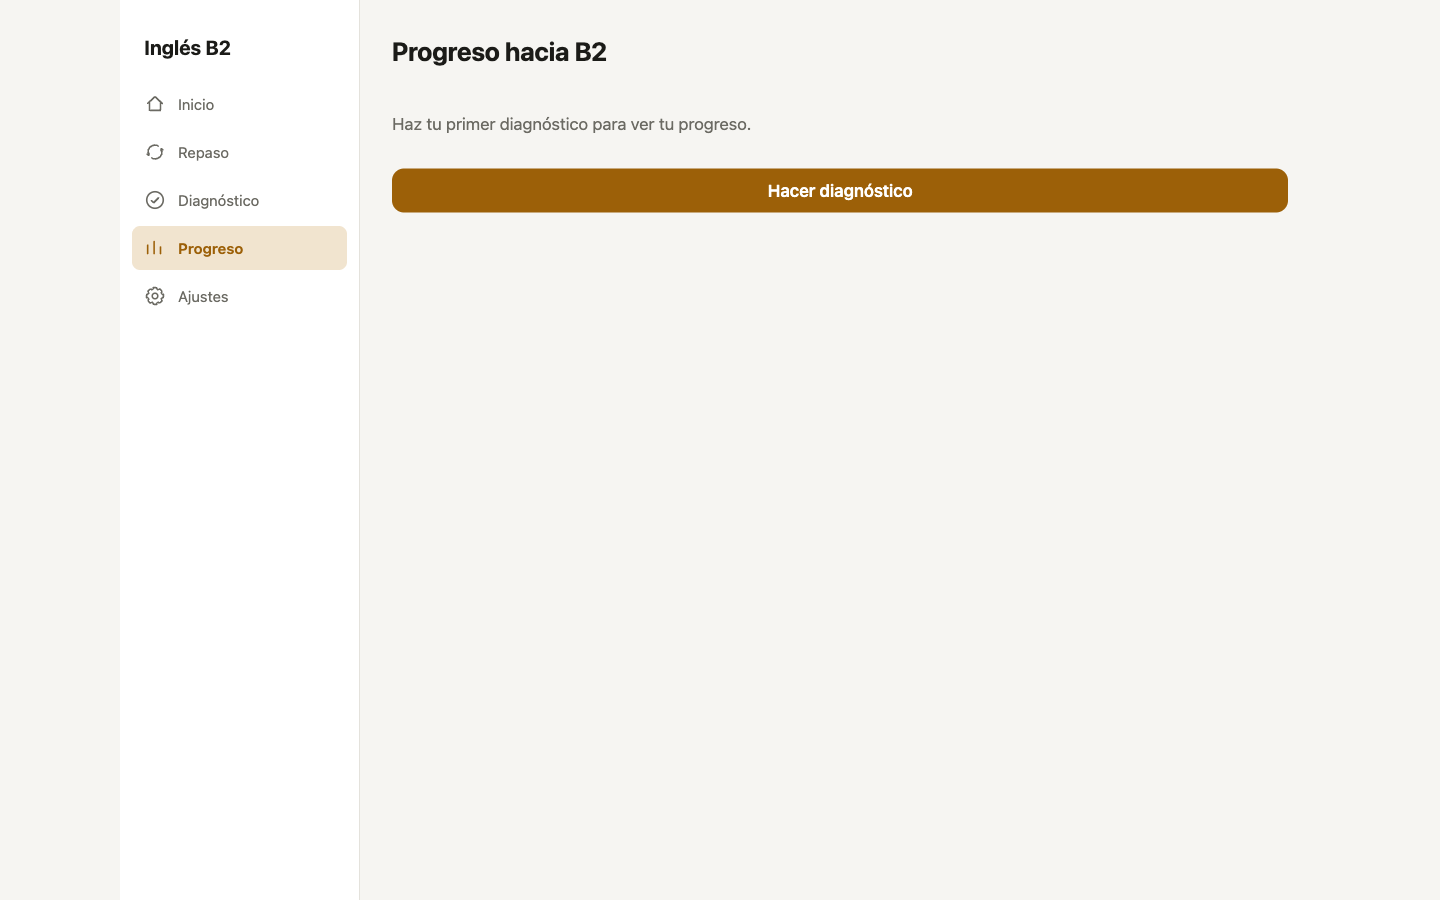 Inglés B2
Inicio
Repaso
Diagnóstico
Progreso
Ajustes
Progreso hacia B2
Haz tu primer diagnóstico para ver tu progreso.
Hacer diagnóstico